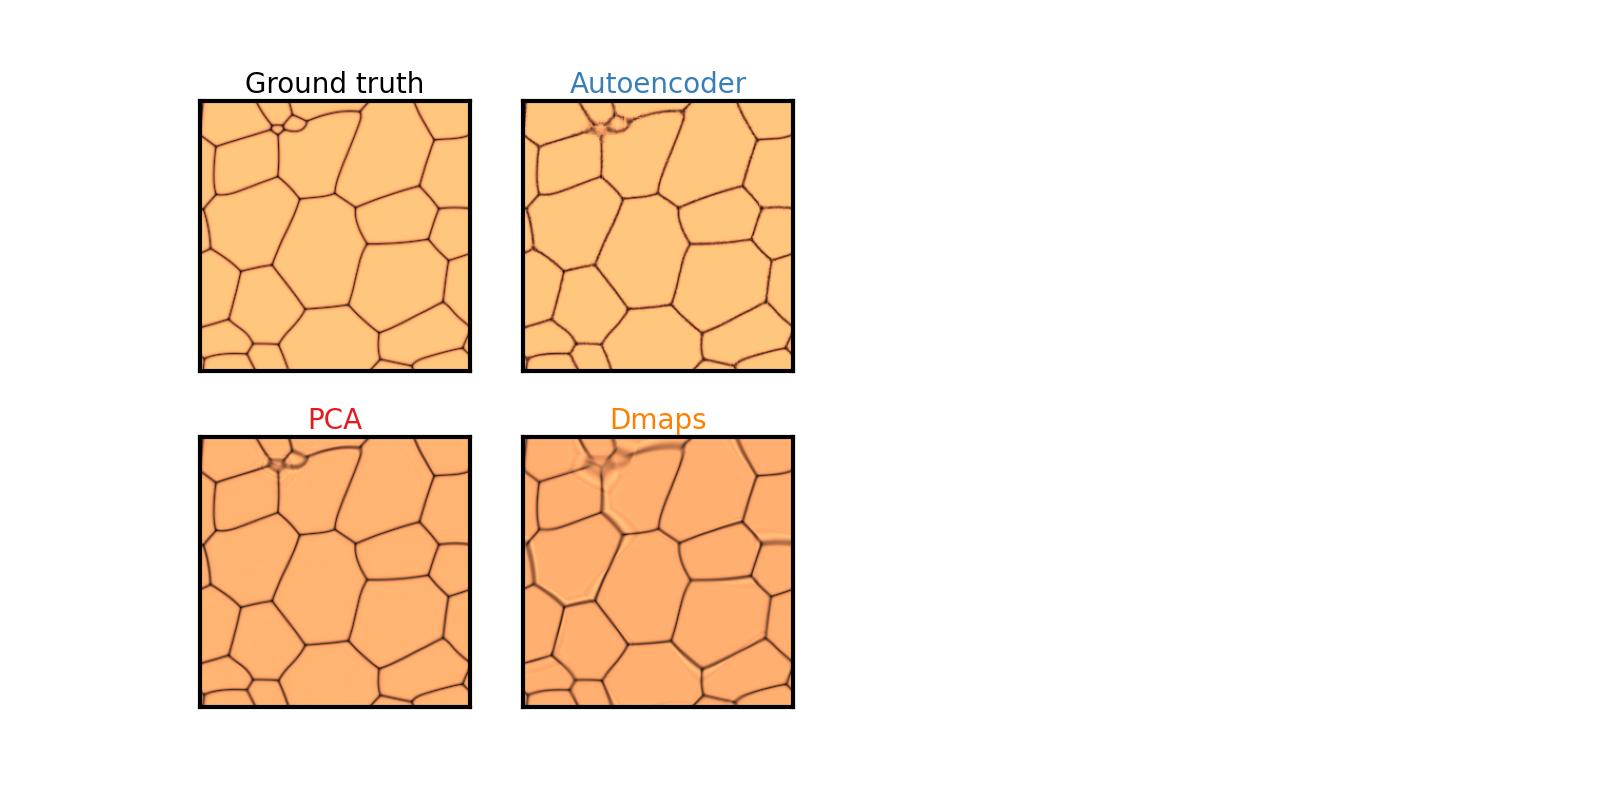 Ground truth
Autoencoder
PCA
Dmaps